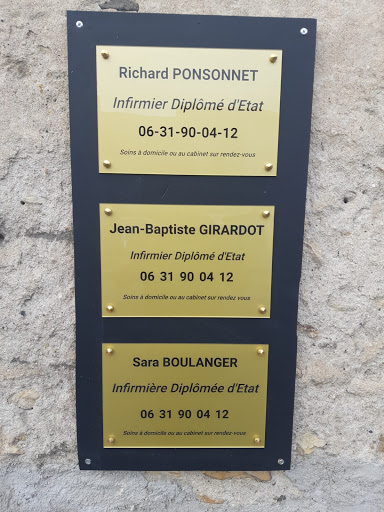 Richard PONSONNET
Infirmier Diplômé d'Etat
06-31-90-04-12
Soins à domicile ou au cabinet sur rendez-vous
Jean-Baptiste GIRARDOT
Infirmier Diplômé d'Etat
06 31 90 04 12
Soins à domicile ou au cabinet sur rendez vous
Sara BOULANGER
Infirmière Diplômée d'Etat
06 31 90 04 12
Soins à domicile ou au cabinet sur rendez-vous